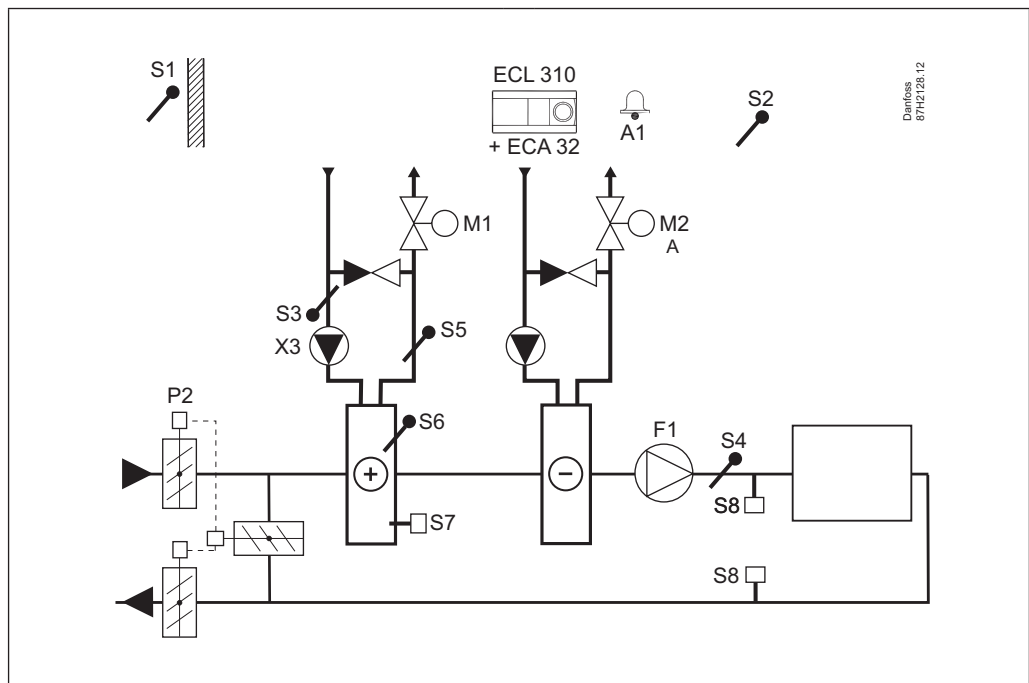 S1
ECL 310
+ ECA 32
A1
S2
Danfoss
87H2128.12
M1
M2
A
S3
X3
S5
P2
S6
F1
S4
+
−
S7
S8
S8